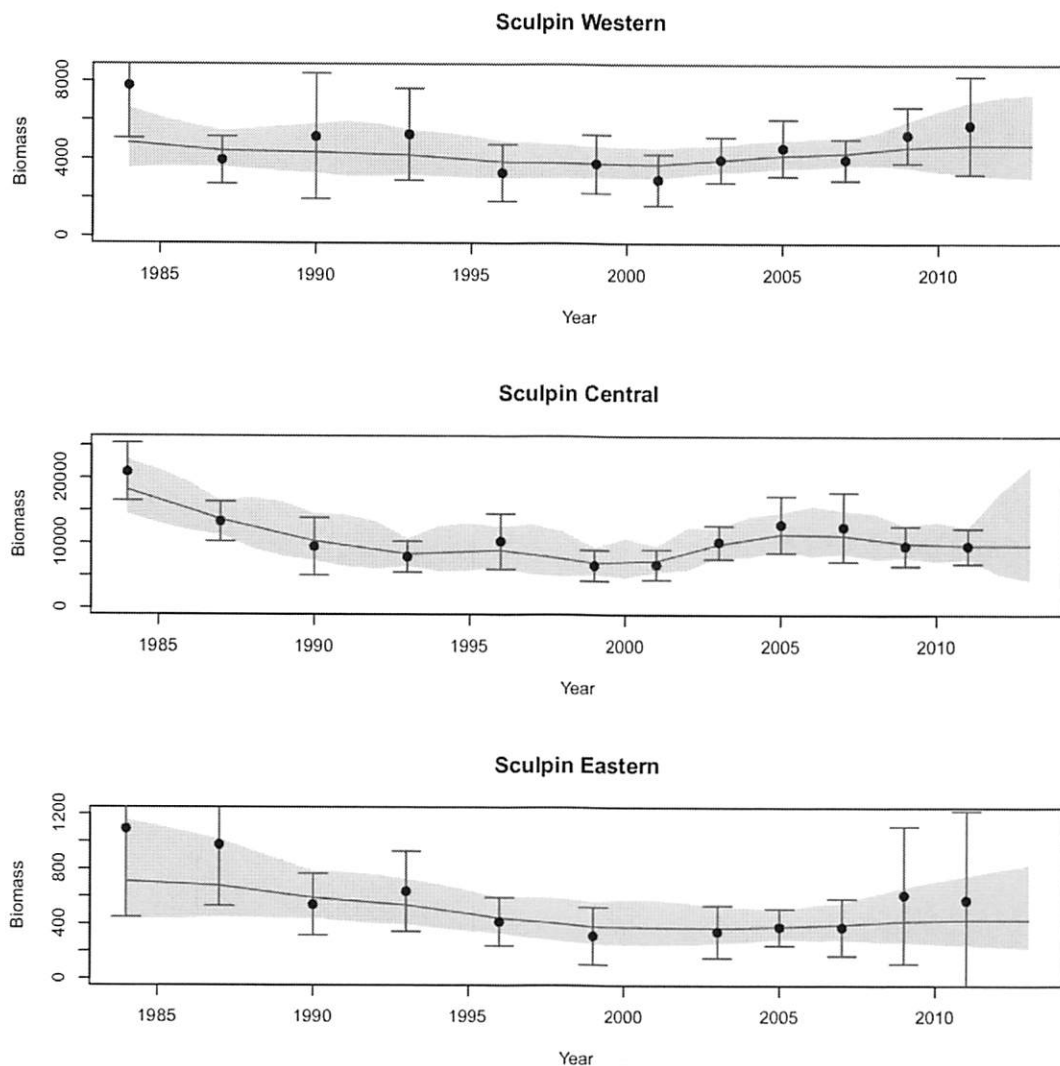 Sculpin Western
Biomass
8000
4000
0
1985 1990 1995 2000 2005 2010
Year
Sculpin Central
Biomass
20000
10000
0
1985 1990 1995 2000 2005 2010
Year
Sculpin Eastern
Biomass
1200
800
400
0
1985 1990 1995 2000 2005 2010
Year